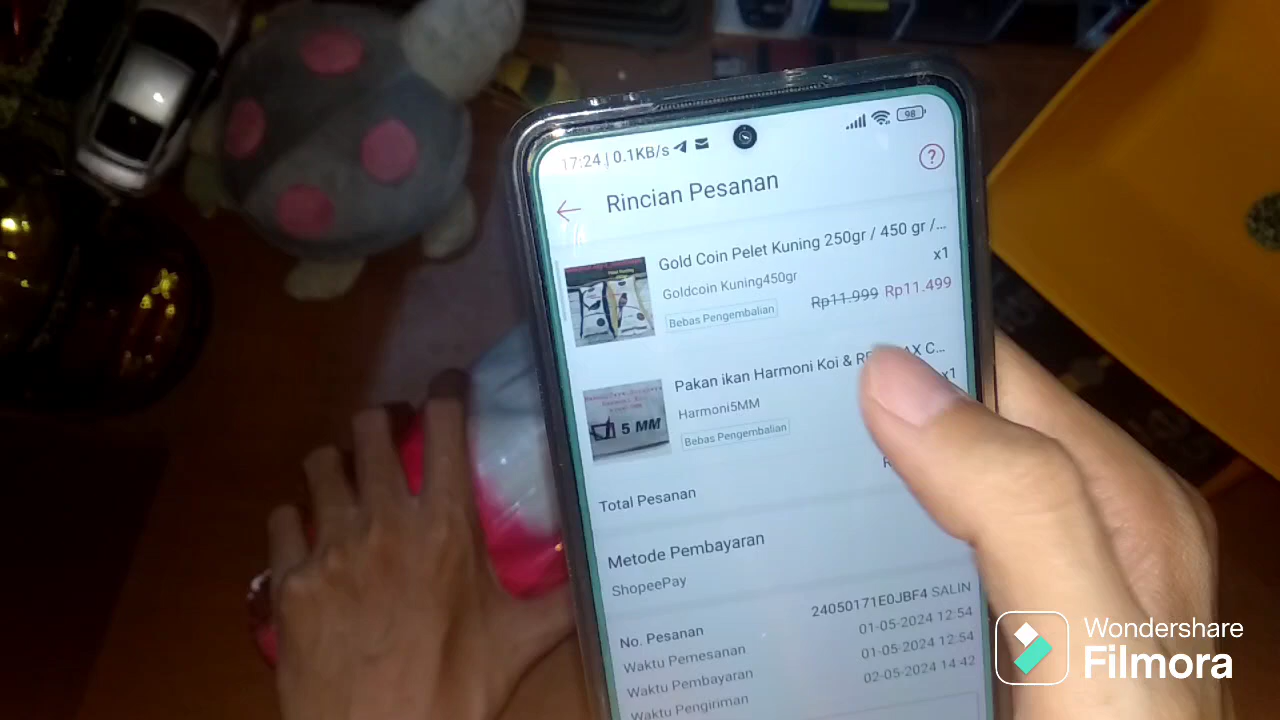 17:24 | 0.1KB/s
98
Rincian Pesanan
?
Gold Coin Pelet Kuning 250gr / 450 gr /...
x1
Goldcoin Kuning450gr
Rp11.999 Rp11.499
Bebas Pengembalian
Pakan ikan Harmoni Koi & AX C...
x1
Harmoni5MM
5 MM
Bebas Pengembalian
Total Pesanan
Metode Pembayaran
ShopeePay
No. Pesanan 24050171E0JBF4 SALIN
Waktu Pemesanan 01-05-2024 12:54
Waktu Pembayaran 01-05-2024 12:54
Waktu Pengiriman 02-05-2024 14:42
Wondershare
Filmora